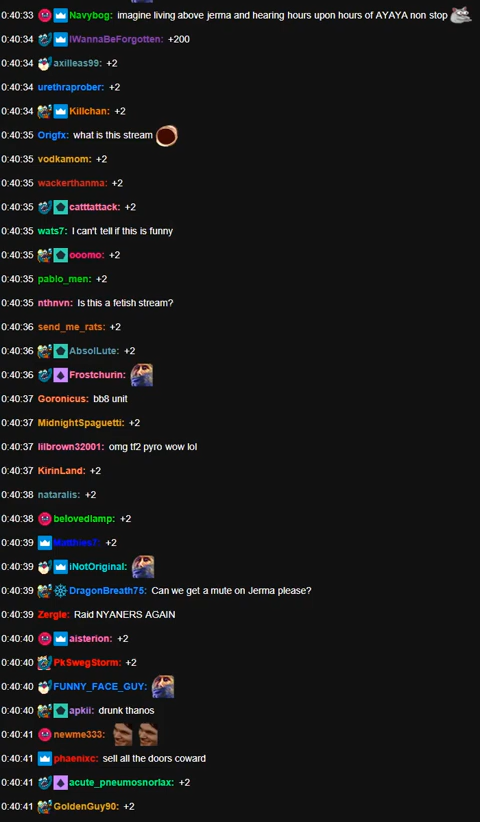 0:40:33 Navybog: imagine living above jerma and hearing hours upon hours of AYAYA non stop
0:40:34 IWannaBeForgotten: +200
0:40:34 axilleas99: +2
0:40:34 urethraprober: +2
0:40:34 Killchan: +2
0:40:35 Origfx: what is this stream
0:40:35 vodkamom: +2
0:40:35 wackerthanma: +2
0:40:35 catttattack: +2
0:40:35 wats7: I can't tell if this is funny
0:40:35 ooomo: +2
0:40:35 pablo_men: +2
0:40:35 nthnvn: Is this a fetish stream?
0:40:36 send_me_rats: +2
0:40:36 AbsolLute: +2
0:40:36 Frostchurin:
0:40:37 Goronicus: bb8 unit
0:40:37 MidnightSpaguetti: +2
0:40:37 lilbrown32001: omg tf2 pyro wow lol
0:40:37 KirinLand: +2
0:40:38 nataralis: +2
0:40:38 belovedlamp: +2
0:40:39 Matthies7: +2
0:40:39 iNotOriginal:
0:40:39 DragonBreath75: Can we get a mute on Jerma please?
0:40:39 Zergle: Raid NYANERS AGAIN
0:40:40 aisterion: +2
0:40:40 PkSwegStorm: +2
0:40:40 FUNNY_FACE_GUY:
0:40:40 apkii: drunk thanos
0:40:41 newme333:
0:40:41 phaenixc: sell all the doors coward
0:40:41 acute_pneumosnorlax: +2
0:40:41 GoldenGuy90: +2